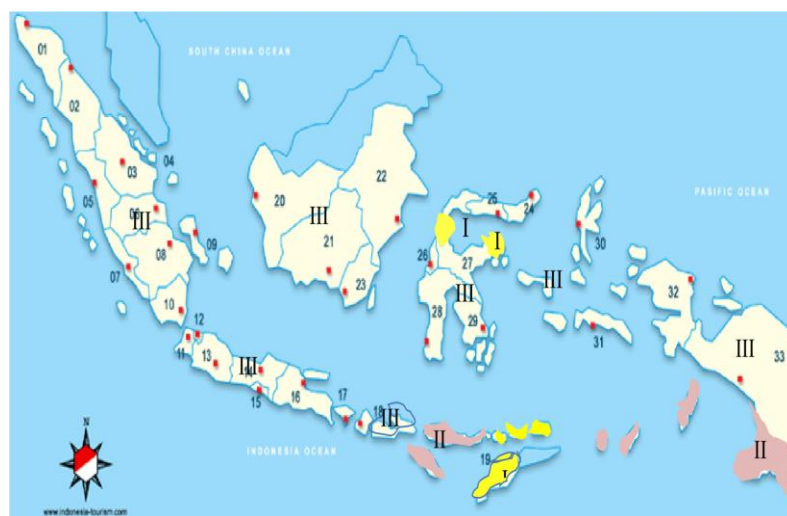 01
SOUTH CHINA OCEAN
02
03
04
05
III
08
07
09
10
20
III
21
22
23
25
24
I
I
26
27
III
28
29
30
PASIFIC OCEAN
III
31
32
III
33
12
11
13
III
15
16
17
18
III
INDONESIA OCEAN
II
19
I
II
N
www.indonesia-tourism.com